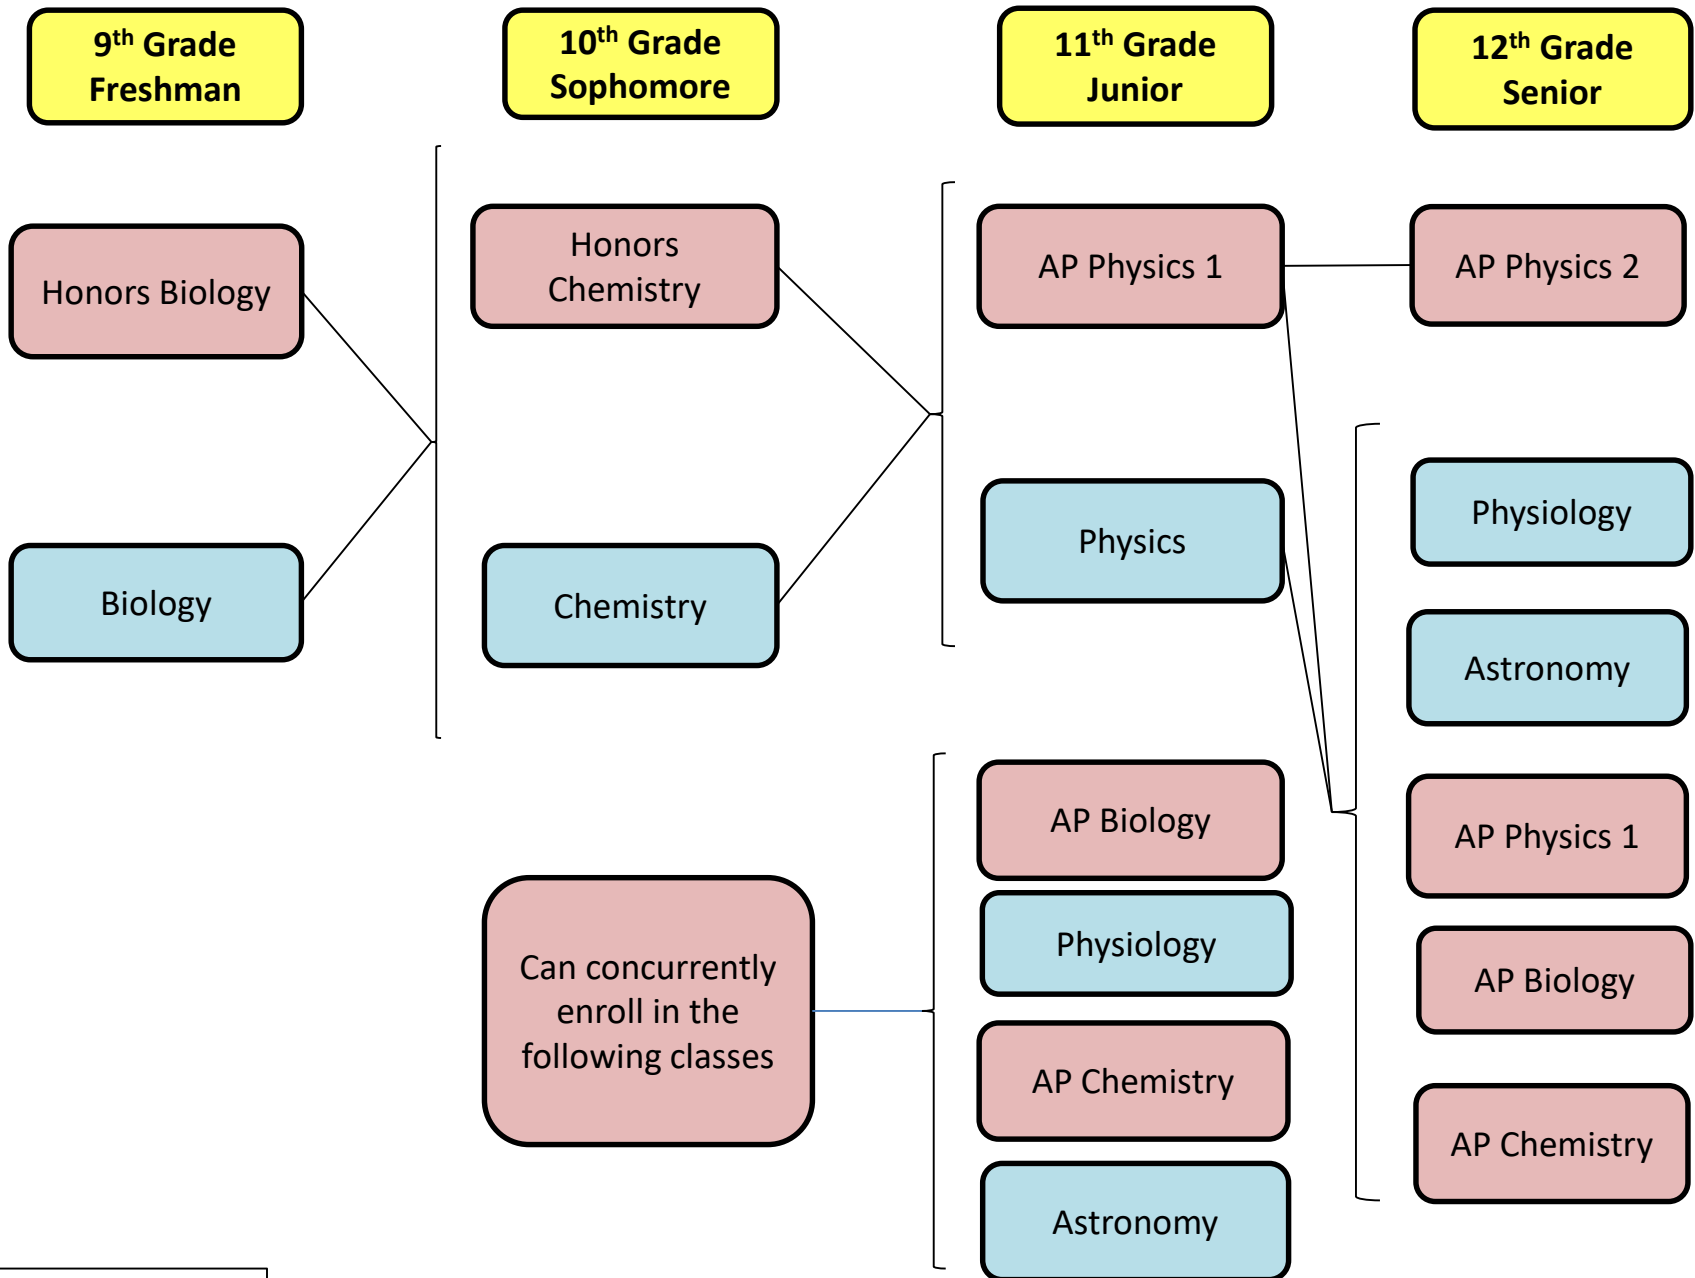 9th Grade
Freshman
10th Grade
Sophomore
11th Grade
Junior
12th Grade
Senior
Honors Biology
Biology
Honors
Chemistry
Chemistry
Can concurrently
enroll in the
following classes
AP Physics 1
Physics
AP Biology
Physiology
AP Chemistry
Astronomy
AP Physics 2
Physiology
Astronomy
AP Physics 1
AP Biology
AP Chemistry